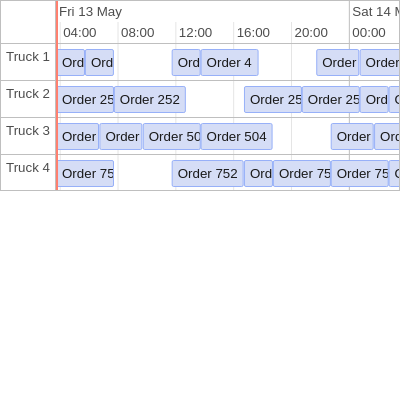 Fri 13 May Sat 14 M
04:00 08:00 12:00 16:00 20:00 00:00
Truck 1 Ord Ord Ord Order 4 Order Order
Truck 2 Order 25 Order 252 Order 25 Order 25 Ord
Truck 3 Order Order Order 50 Order 504 Order Ord
Truck 4 Order 75 Order 752 Ord Order 75 Order 75